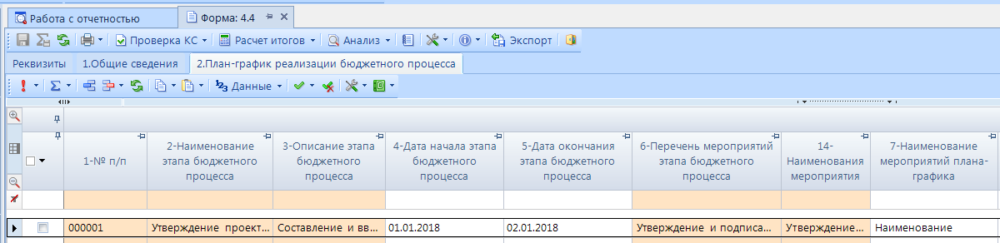 Работа с отчетностью
Форма: 4.4
Проверка КС
Расчет итогов
Анализ
Экспорт
Реквизиты
1.Общие сведения
2.План-график реализации бюджетного процесса
123 Данные
1-№ п/п
2-Наименование
этапа бюджетного
процесса
3-Описание этапа
бюджетного
процесса
4-Дата начала этапа
бюджетного
процесса
5-Дата окончания
этапа бюджетного
процесса
6-Перечень мероприятий
этапа бюджетного
процесса
14-
Наименования
мероприятия
7-Наименование
мероприятий плана-
графика
000001
Утверждение проект...
Составление и вв...
01.01.2018
02.01.2018
Утверждение и подписа...
Утверждение...
Наименование